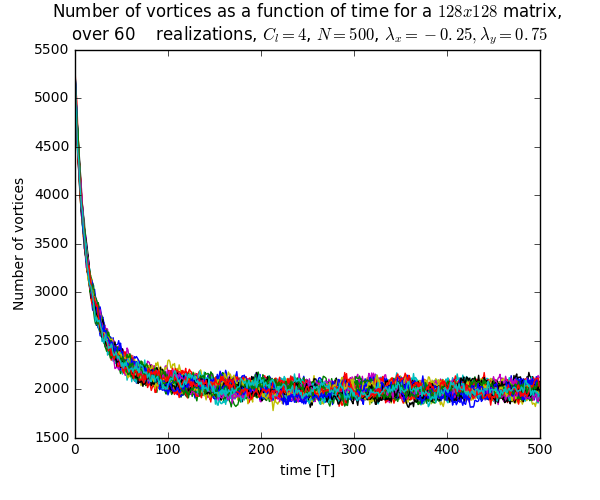 Number of vortices as a function of time for a 128x128 matrix,
over 60 realizations, C_l = 4, N = 500, λ_x = −0.25, λ_y = 0.75
5500
5000
4500
4000
3500
3000
2500
2000
1500
Number of vortices
0 100 200 300 400 500
time [T]